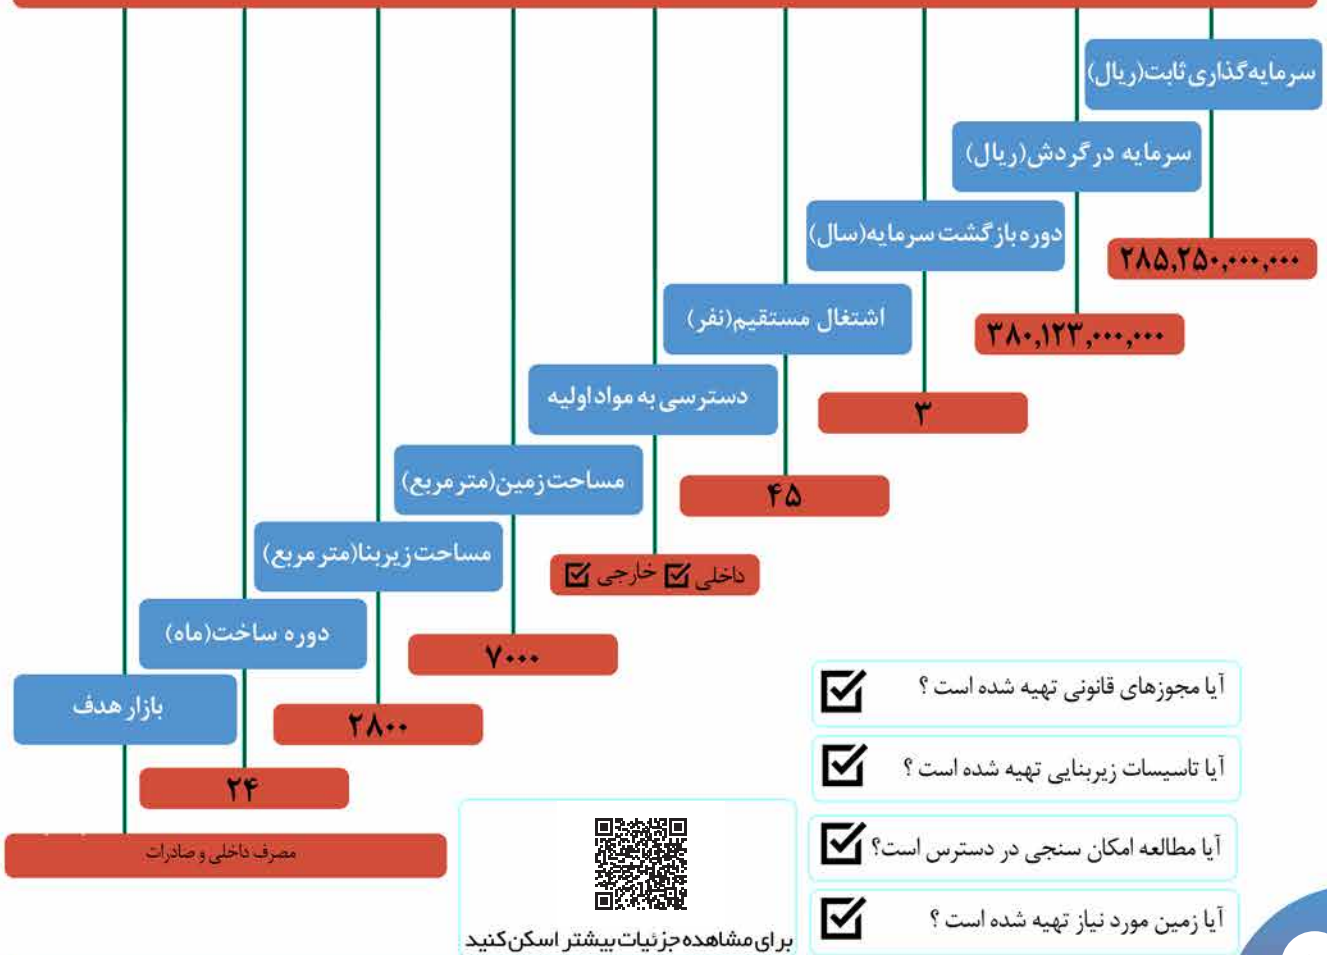 سرمایه‌گذاری ثابت(ریال)
۲۸۵,۲۵۰,۰۰۰,۰۰۰
سرمایه در گردش(ریال)
۳۸۰,۱۲۳,۰۰۰,۰۰۰
دوره بازگشت سرمایه(سال)
۳
اشتغال مستقیم(نفر)
۴۵
دسترسی به مواد اولیه
داخلی ☑ خارجی ☑
مساحت زمین(متر مربع)
۷۰۰۰
مساحت زیربنا(متر مربع)
۲۸۰۰
دوره ساخت(ماه)
۲۴
بازار هدف
مصرف داخلی و صادرات
آیا مجوزهای قانونی تهیه شده است ؟ ☑
آیا تاسیسات زیربنایی تهیه شده است ؟ ☑
آیا مطالعه امکان سنجی در دسترس است؟ ☑
آیا زمین مورد نیاز تهیه شده است ؟ ☑
برای مشاهده جزئیات بیشتر اسکن کنید